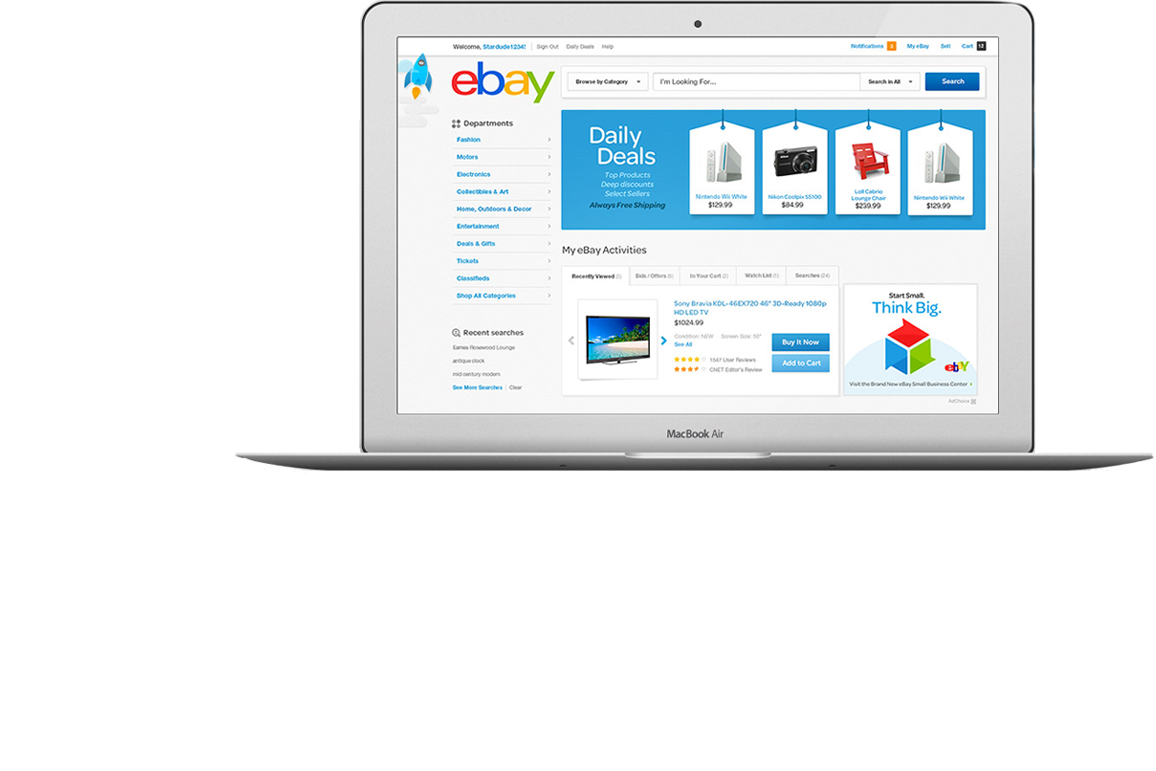 Welcome, Stardude1234! Sign Out Daily Deals Help
Notifications My eBay Sell Cart 12
ebay
Browse by Category I'm Looking For... Search in All Search
Departments
Fashion
Motors
Electronics
Collectibles & Art
Home, Outdoors & Decor
Entertainment
Deals & Gifts
Tickets
Classifieds
Shop All Categories
Recent searches
Eames Rosewood Lounge
antique clock
mid century modern
See More Searches Clear
Daily
Deals
Top Products
Deep discounts
Select Sellers
Always Free Shipping
Nintendo Wii White
$129.99
Nikon Coolpix S5100
$84.99
Loll Cabrio
Lounge Chair
$239.99
Nintendo Wii White
$129.99
My eBay Activities
Recently Viewed Bids / Offers In Your Cart Watch List Searches (24)
Sony Bravia KDL-46EX720 46" 3D-Ready 1080p
HD LED TV
$1024.99
Condition: NEW Screen Size: 50"
See All
1567 User Reviews
CNET Editor's Review
Buy It Now
Add to Cart
Start Small.
Think Big.
ebY
Visit the Brand New eBay Small Business Center
AdChoice
MacBook Air